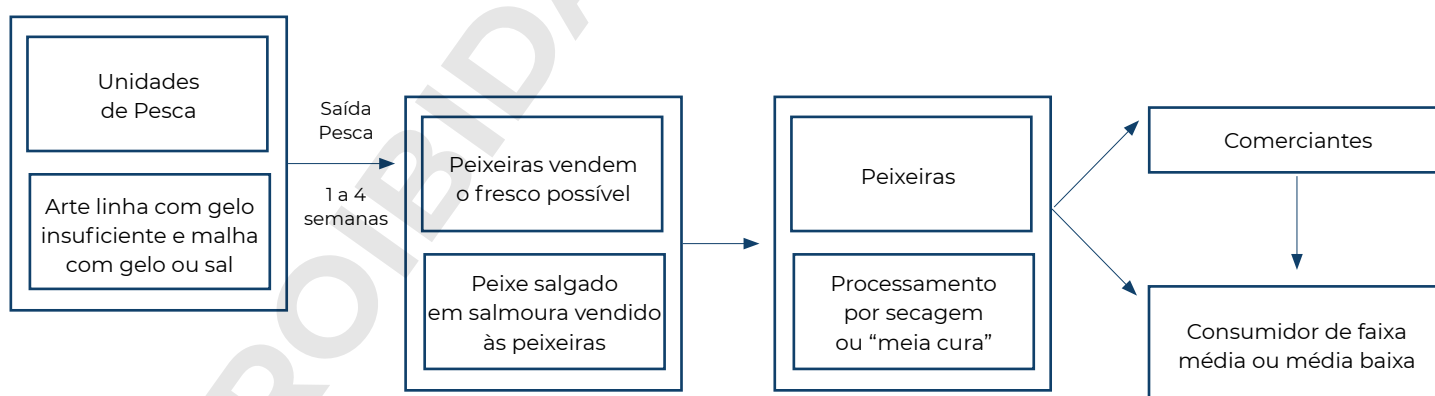 Unidades
de Pesca
Arte linha com gelo
insuficiente e malha
com gelo ou sal
Saída
Pesca
1 a 4
semanas
Peixeiras vendem
o fresco possível
Peixe salgado
em salmoura vendido
às peixeiras
Peixeiras
Processamento
por secagem
ou “meia cura”
Comerciantes
Consumidor de faixa
média ou média baixa
ROIBIDA